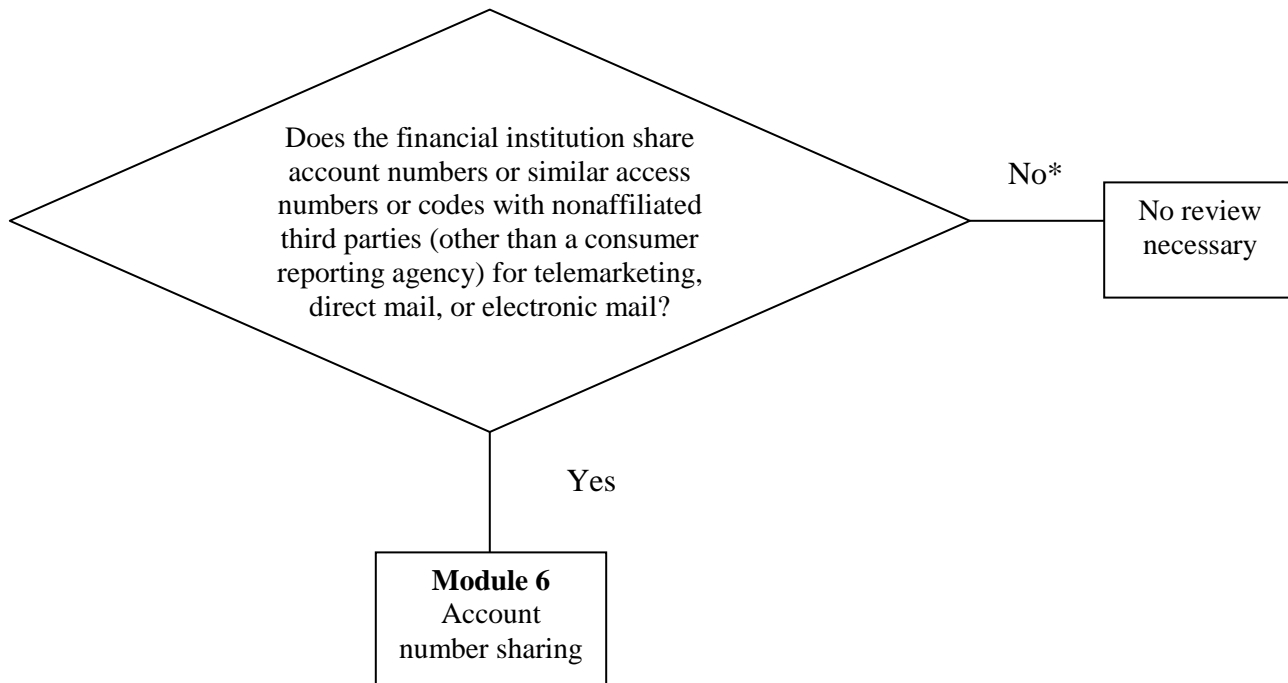 Does the financial institution share
account numbers or similar access
numbers or codes with nonaffiliated
third parties (other than a consumer
reporting agency) for telemarketing,
direct mail, or electronic mail?
No*
No review
necessary
Yes
Module 6
Account
number sharing